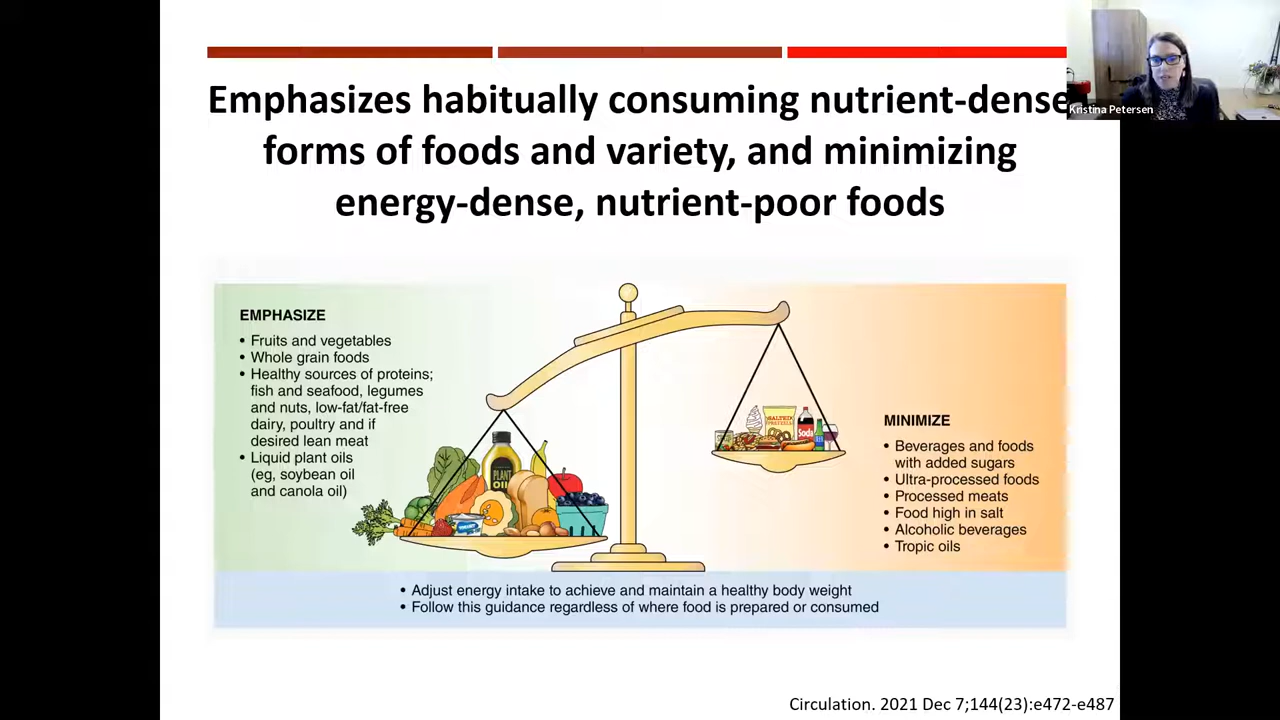 Emphasizes habitually consuming nutrient-dense
forms of foods and variety, and minimizing
energy-dense, nutrient-poor foods
Kristina Petersen
EMPHASIZE
• Fruits and vegetables
• Whole grain foods
• Healthy sources of proteins;
fish and seafood, legumes
and nuts, low-fat/fat-free
dairy, poultry and if
desired lean meat
• Liquid plant oils
(eg, soybean oil
and canola oil)
PLANT
OIL
YOGURT
SALTED
PRETZELS
Soda
MINIMIZE
• Beverages and foods
with added sugars
• Ultra-processed foods
• Processed meats
• Food high in salt
• Alcoholic beverages
• Tropic oils
• Adjust energy intake to achieve and maintain a healthy body weight
• Follow this guidance regardless of where food is prepared or consumed
Circulation. 2021 Dec 7;144(23):e472-e487